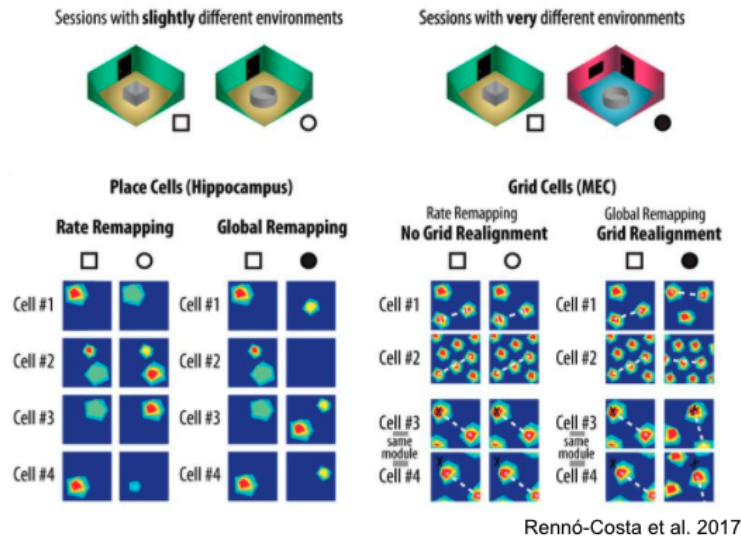 Sessions with slightly different environments
Sessions with very different environments
Place Cells (Hippocampus)
Rate Remapping
Global Remapping
Cell #1
Cell #2
Cell #3
Cell #4
Cell #1
Cell #2
Cell #3
Cell #4
Grid Cells (MEC)
Rate Remapping
No Grid Realignment
Global Remapping
Grid Realignment
Cell #1
Cell #2
Cell #3
same
module
Cell #4
Cell #1
Cell #2
Cell #3
same
module
Cell #4
Rennó-Costa et al. 2017